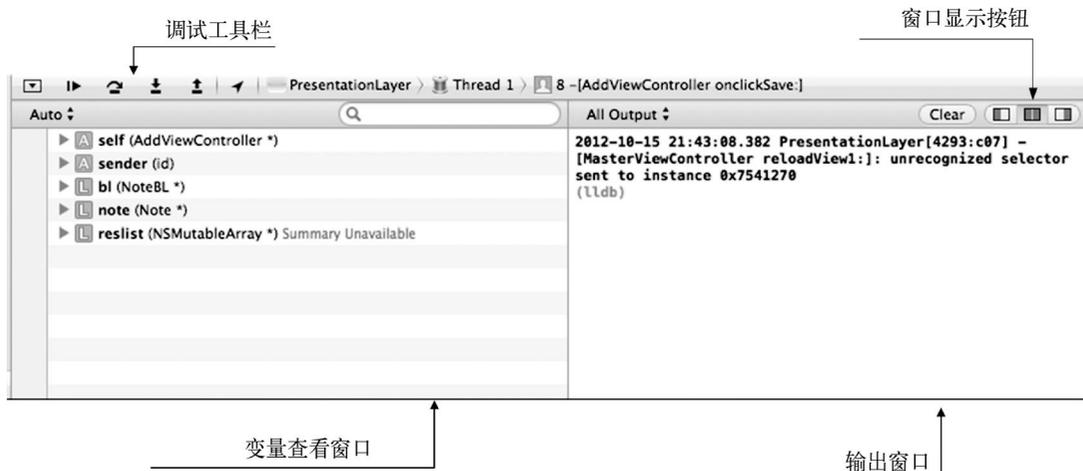 调试工具栏
窗口显示按钮
PresentationLayer 〉 Thread 1 〉 8 -[AddViewController onclickSave:]
Auto
All Output
Clear
A self (AddViewController *)
A sender (id)
L bl (NoteBL *)
L note (Note *)
L reslist (NSMutableArray *) Summary Unavailable
2012-10-15 21:43:08.382 PresentationLayer[4293:c07] -
[MasterViewController reloadView1:]: unrecognized selector
sent to instance 0x7541270
(lldb)
变量查看窗口
输出窗口